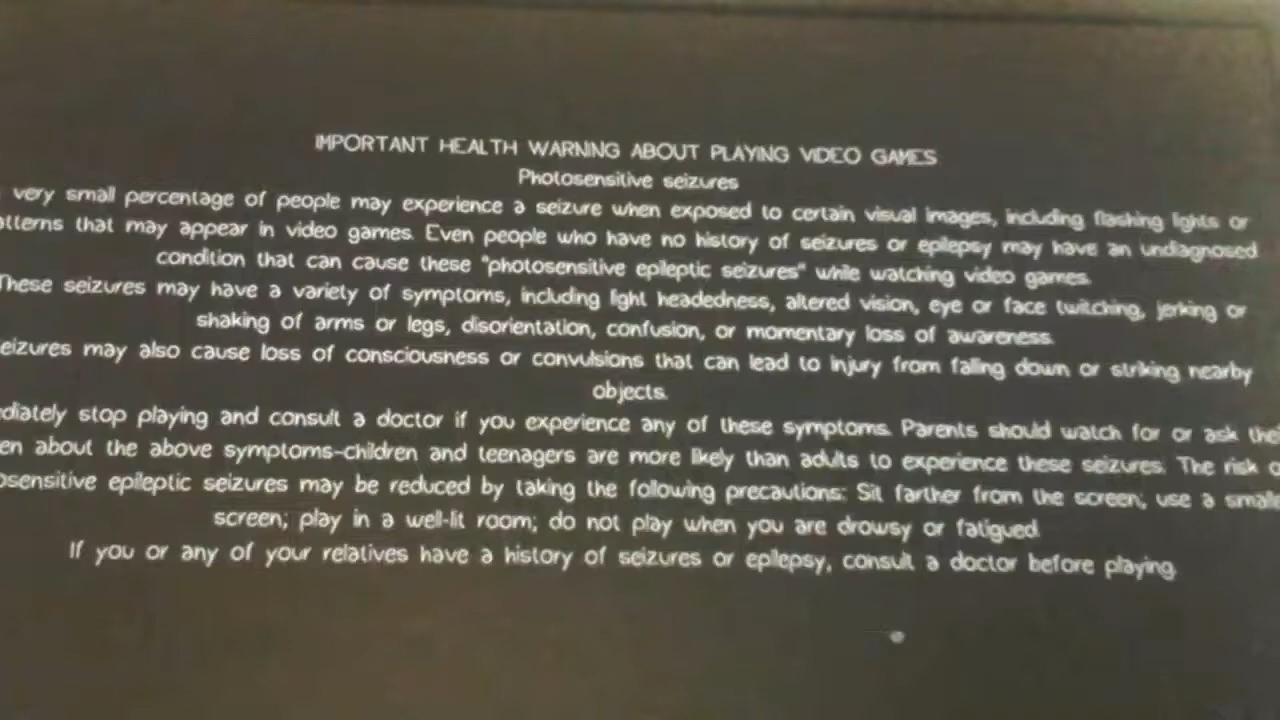 IMPORTANT HEALTH WARNING ABOUT PLAYING VIDEO GAMES
Photosensitive seizures
very small percentage of people may experience a seizure when exposed to certain visual images, including flashing lights or
atterns that may appear in video games. Even people who have no history of seizures or epilepsy may have an undiagnosed
condition that can cause these "photosensitive epileptic seizures" while watching video games.
These seizures may have a variety of symptoms, including light headedness, altered vision, eye or face twitching, jerking or
shaking of arms or legs, disorientation, confusion, or momentary loss of awareness.
eizures may also cause loss of consciousness or convulsions that can lead to injury from falling down or striking nearby
objects.
diately stop playing and consult a doctor if you experience any of these symptoms. Parents should watch for or ask the
en about the above symptoms-children and teenagers are more likely than adults to experience these seizures. The risk o
osensitive epileptic seizures may be reduced by taking the following precautions: Sit farther from the screen; use a small
screen; play in a well-lit room; do not play when you are drowsy or fatigued.
If you or any of your relatives have a history of seizures or epilepsy, consult a doctor before playing.